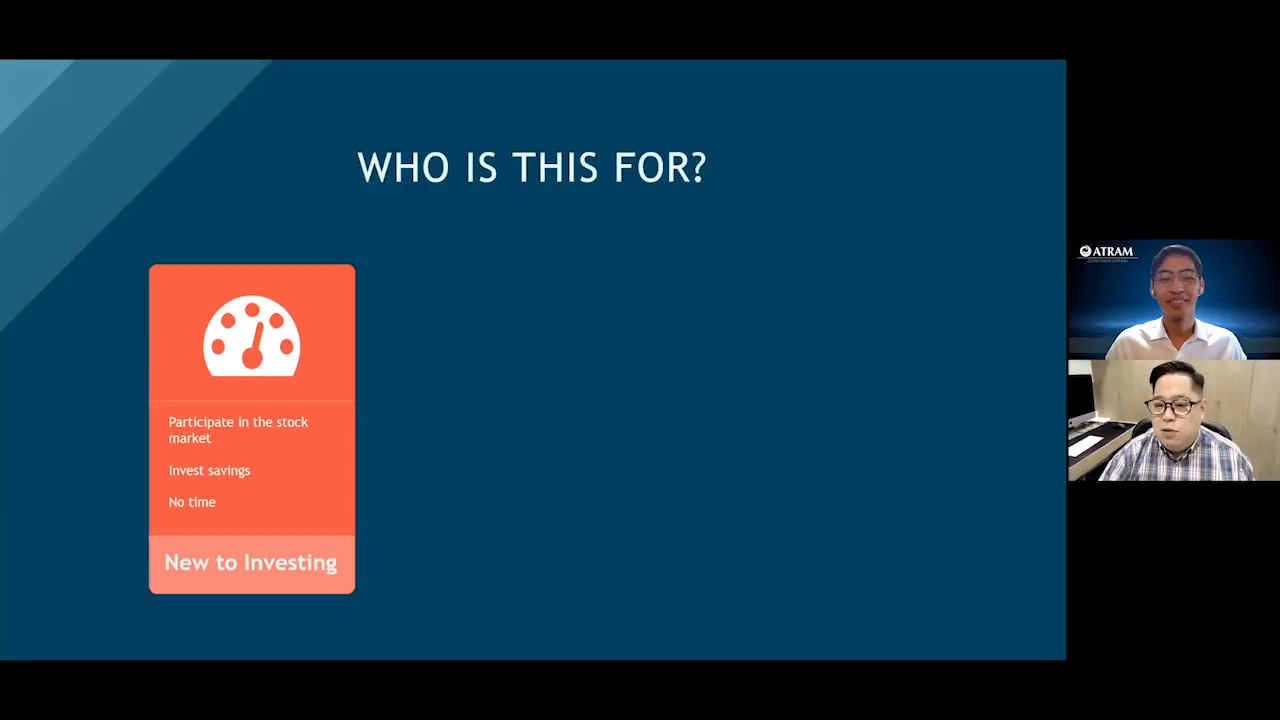 WHO IS THIS FOR?
Participate in the stock
market
Invest savings
No time
New to Investing
ATRAM